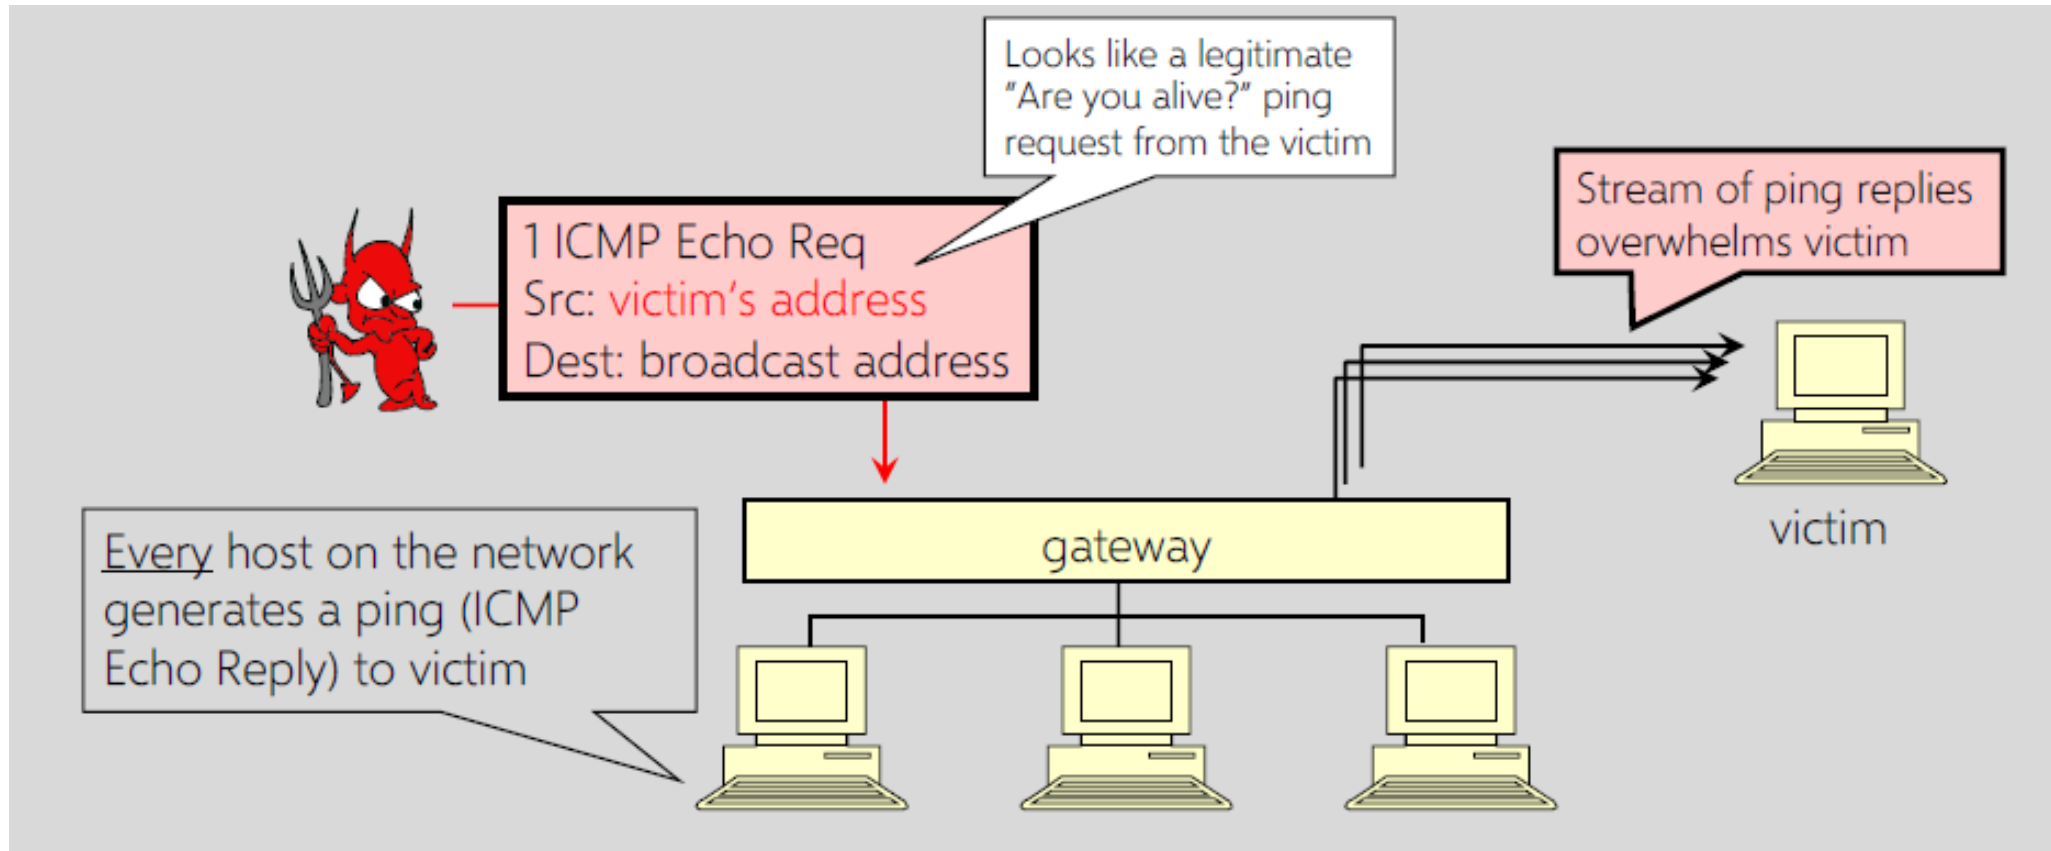 Looks like a legitimate
"Are you alive?" ping
request from the victim
Stream of ping replies
overwhelms victim
1 ICMP Echo Req
Src: victim's address
Dest: broadcast address
Every host on the network
generates a ping (ICMP
Echo Reply) to victim
gateway
victim